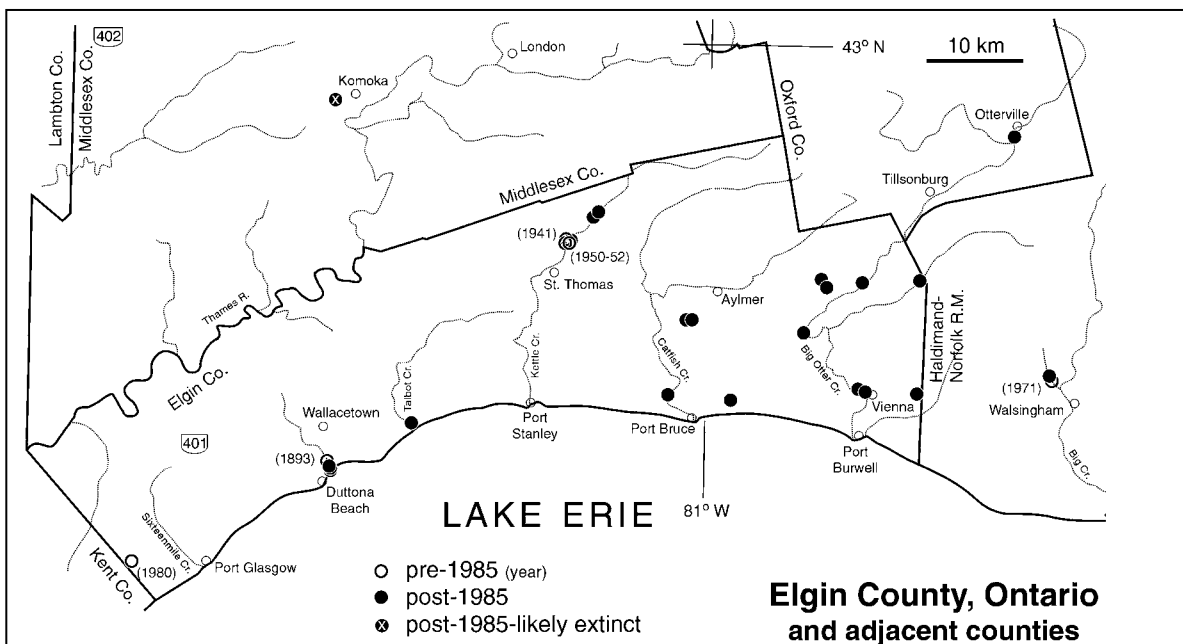 402
Lambton Co.
Middlesex Co.
London
Komoka
43° N
10 km
Oxford Co.
Otterville
Tillsonburg
Middlesex Co.
(1941)
(1950-52)
St. Thomas
Aylmer
Thames R.
Elgin Co.
Kettle Cr.
Talbot Cr.
Catfish Cr.
Big Otter Cr.
Haldimand-
Norfolk R.M.
(1971)
Walsingham
Big Cr.
Wallacetown
401
(1893)
Duttona
Beach
Port
Stanley
Port Bruce
Vienna
Port
Burwell
LAKE ERIE
81° W
Sixteenmile Cr.
Port Glasgow
(1980)
Kent Co.
pre-1985 (year)
post-1985
post-1985-likely extinct
Elgin County, Ontario
and adjacent counties